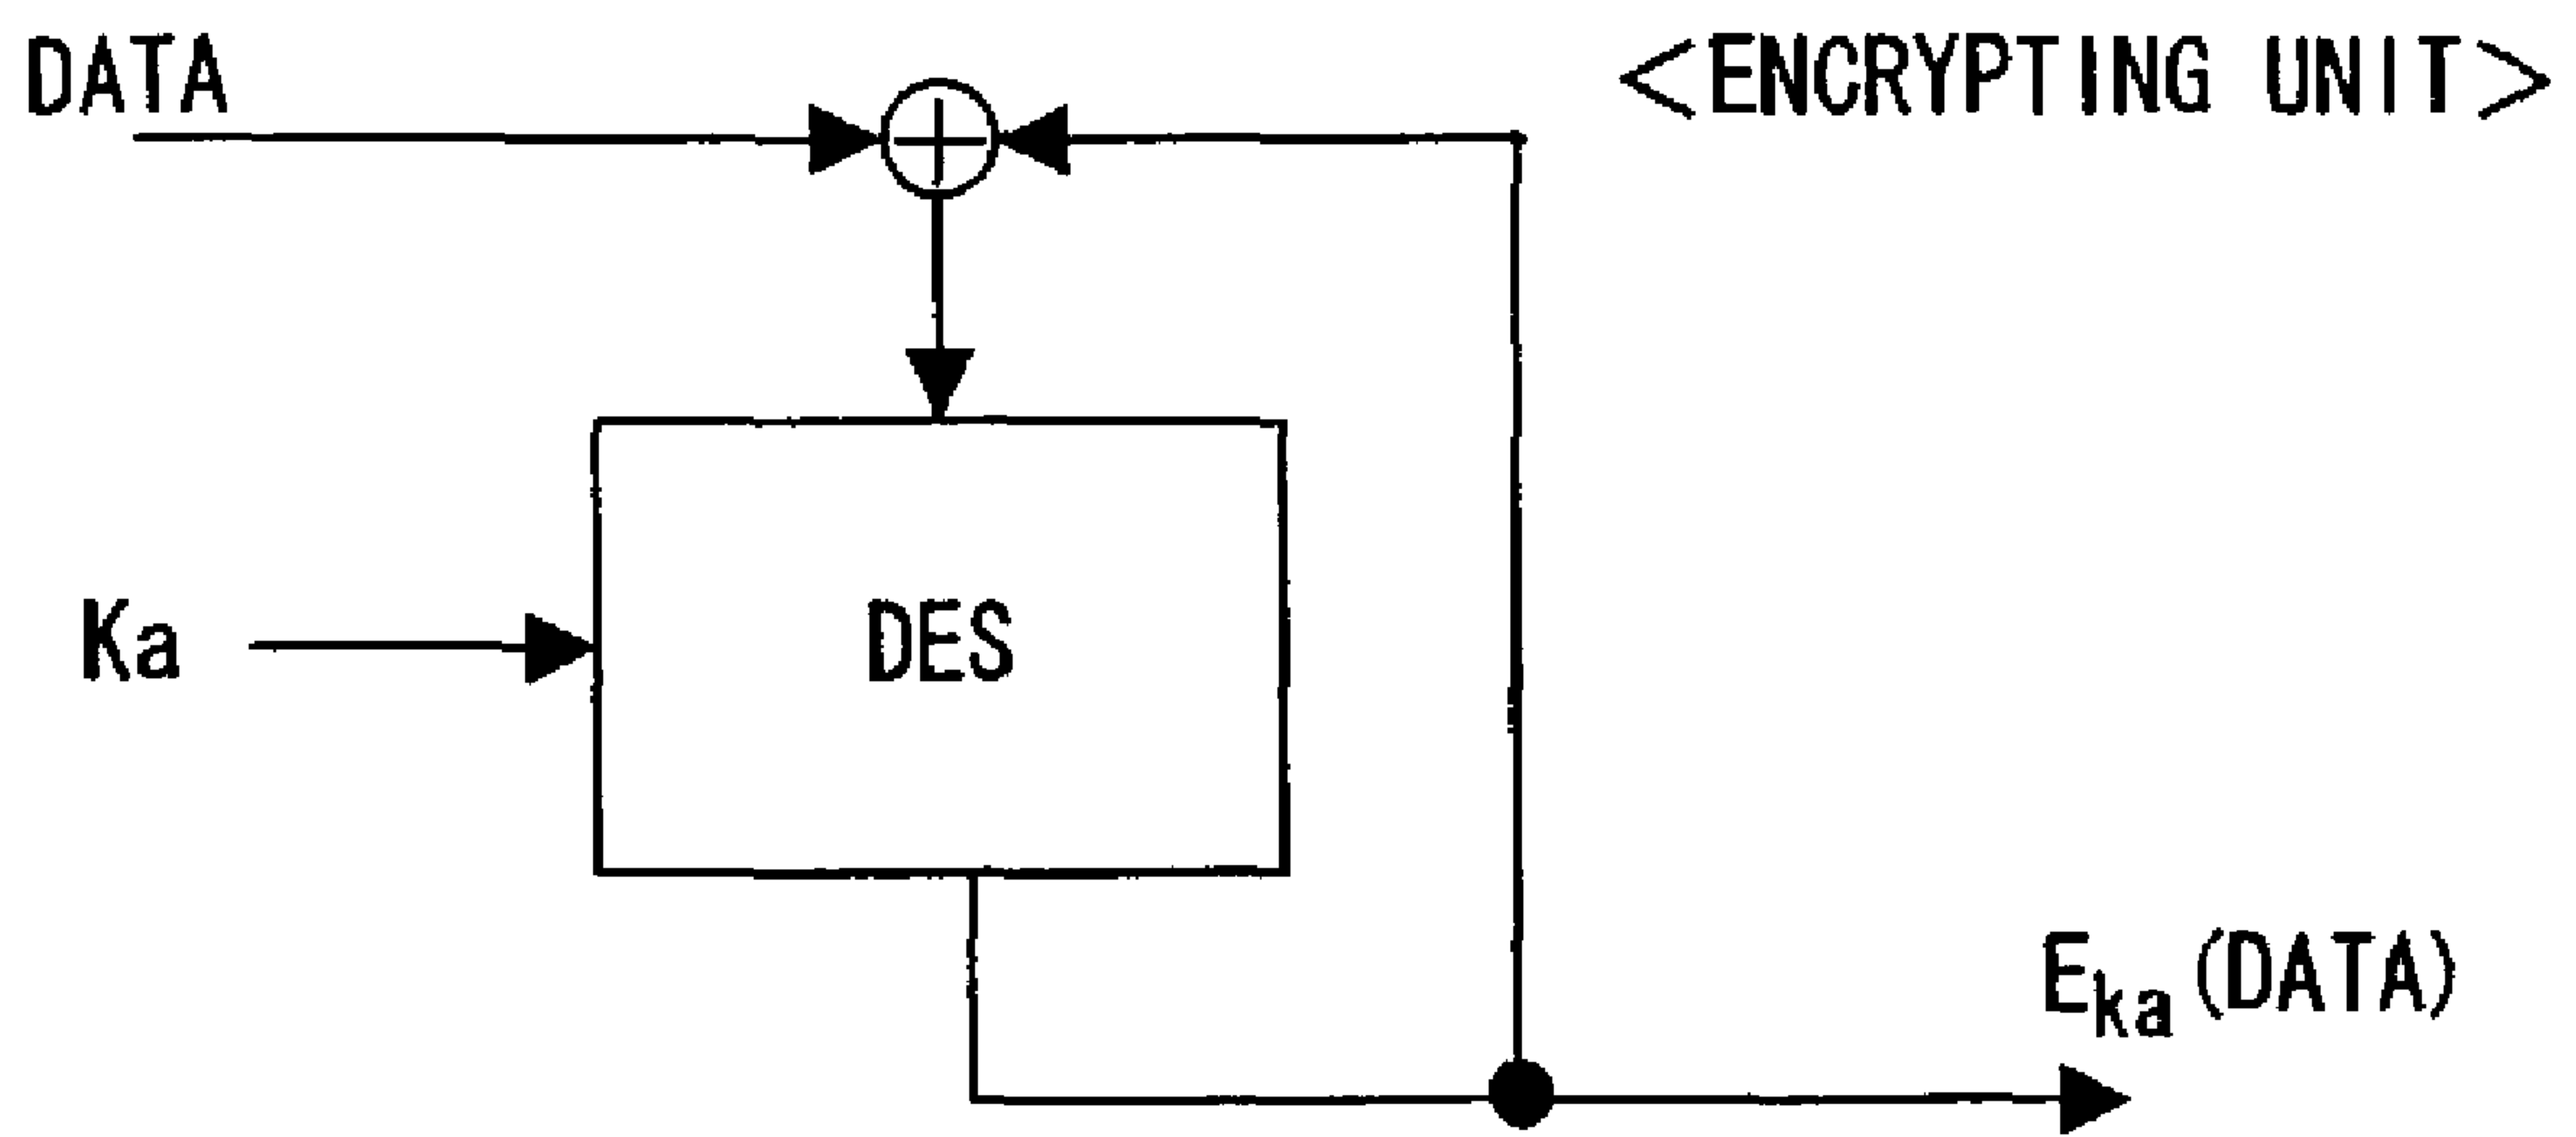 DATA
<ENCRYPTING UNIT>
Ka
DES
Eka(DATA)